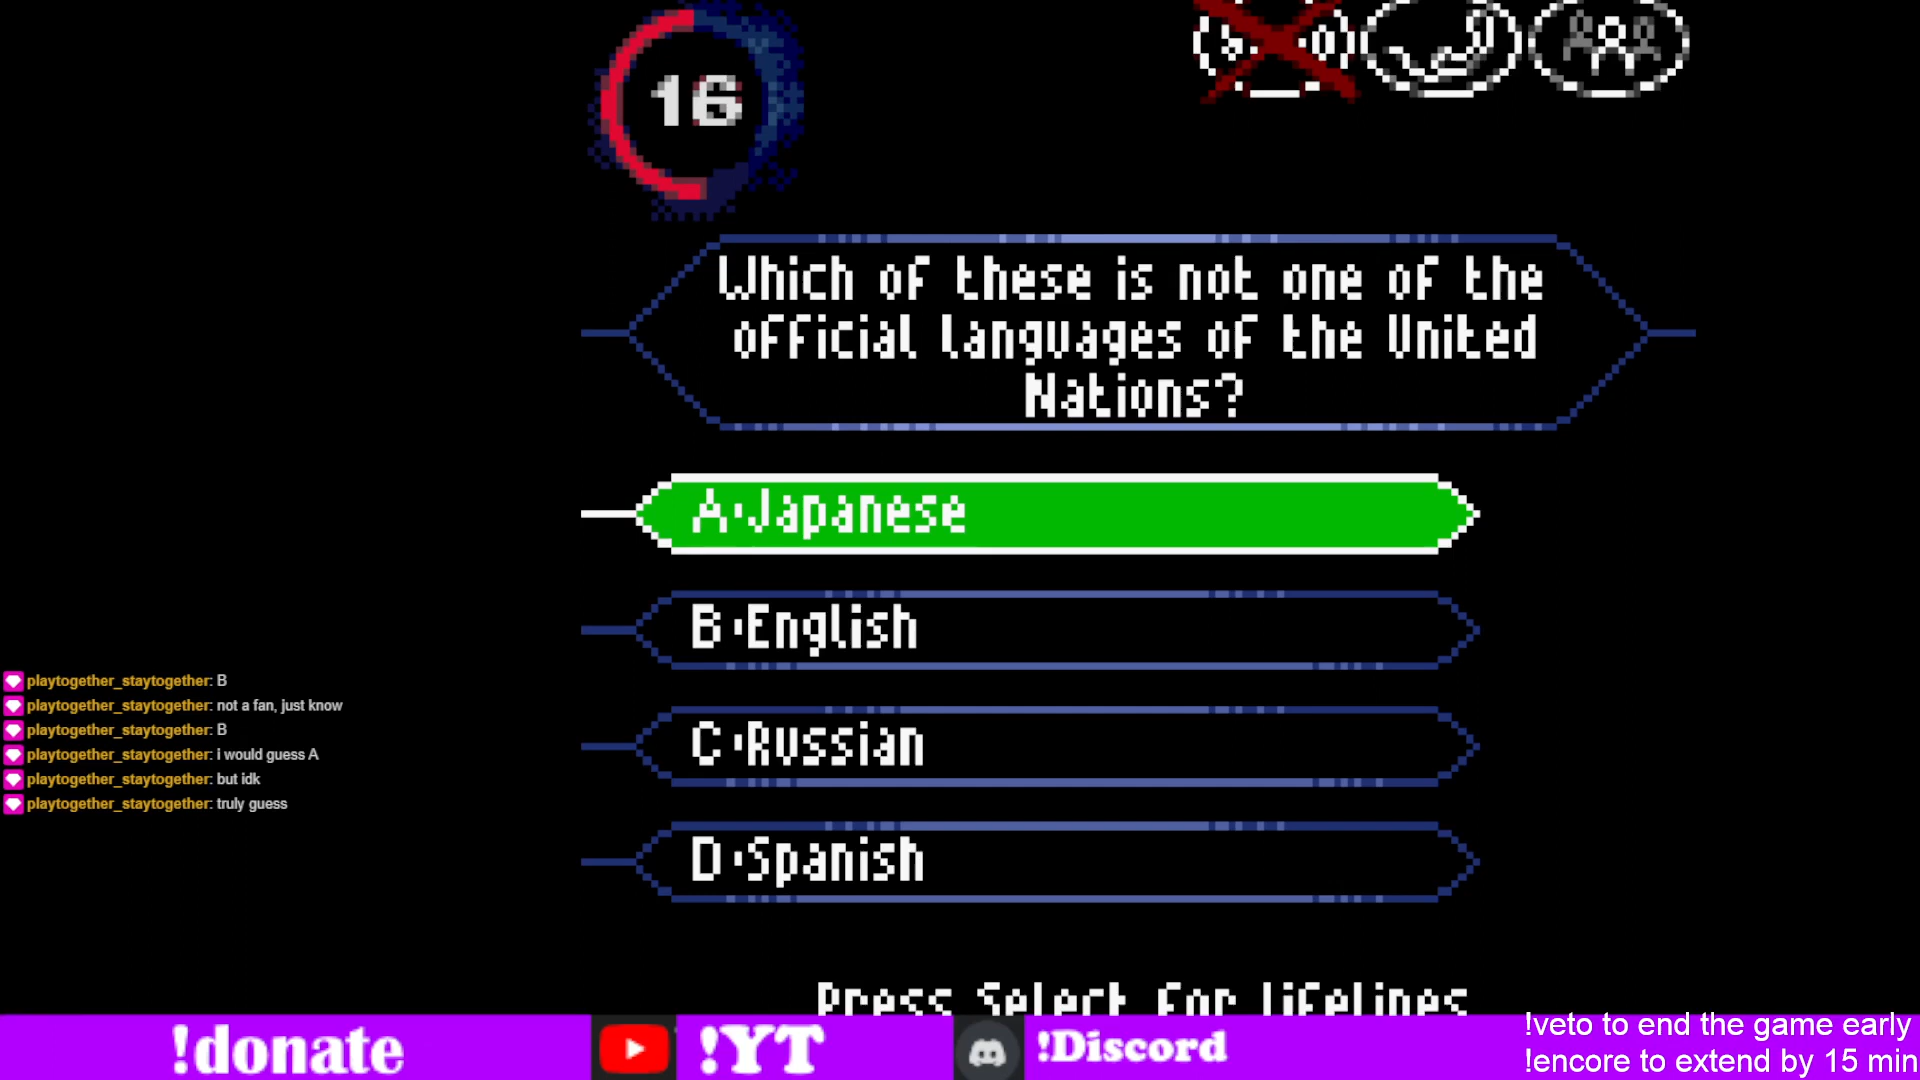 16
Which of these is not one of the
official languages of the United
Nations?
A·Japanese
B·English
C·Russian
D·Spanish
playtogether_staytogether: B
playtogether_staytogether: not a fan, just know
playtogether_staytogether: B
playtogether_staytogether: i would guess A
playtogether_staytogether: but idk
playtogether_staytogether: truly guess
Press Select for lifelines
!donate
!YT
!Discord
!veto to end the game early
!encore to extend by 15 min